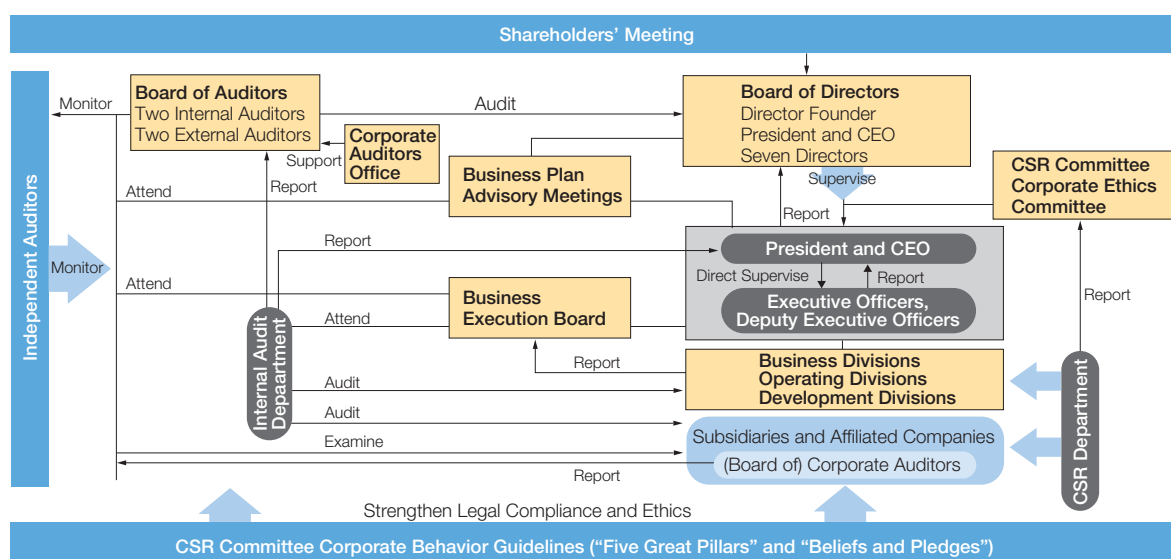 Shareholders’ Meeting
Independent Auditors
Monitor
Monitor
Board of Auditors
Two Internal Auditors
Two External Auditors
Audit
Board of Directors
Director Founder
President and CEO
Seven Directors
Support
Corporate
Auditors
Office
Report
Attend
Business Plan
Advisory Meetings
Supervise
Report
CSR Committee
Corporate Ethics
Committee
Report
President and CEO
Direct Supervise
Report
Executive Officers,
Deputy Executive Officers
Report
Attend
Business
Execution Board
Attend
Internal Audit
Depaartment
Report
Business Divisions
Operating Divisions
Development Divisions
Audit
Audit
Examine
Subsidiaries and Affiliated Companies
(Board of) Corporate Auditors
Report
CSR Department
Strengthen Legal Compliance and Ethics
CSR Committee Corporate Behavior Guidelines (“Five Great Pillars” and “Beliefs and Pledges”)